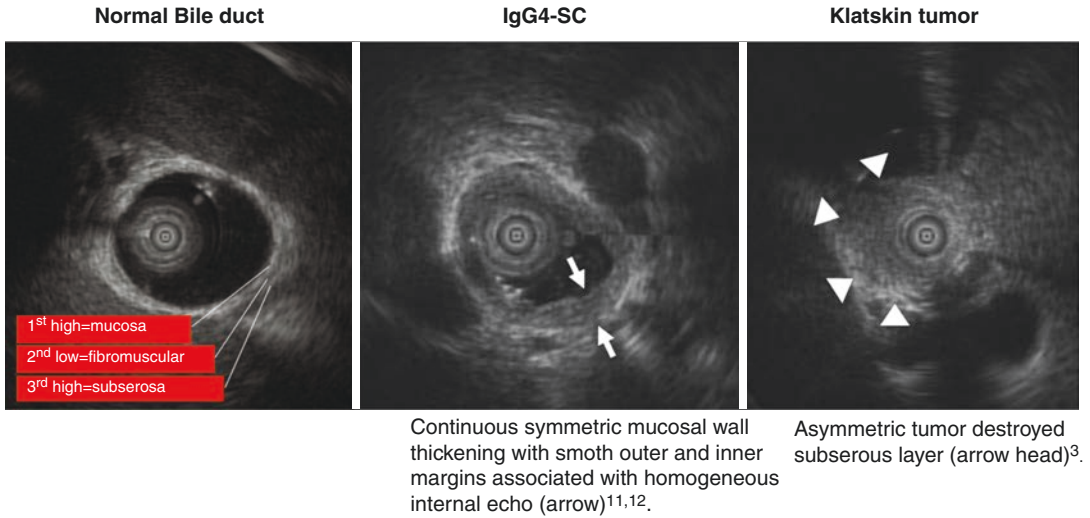 Normal Bile duct
IgG4-SC
Klatskin tumor
1st high=mucosa
2nd low=fibromuscular
3rd high=subserosa
Continuous symmetric mucosal wall
thickening with smoth outer and inner
margins associated with homogeneous
internal echo (arrow)11,12.
Asymmetric tumor destroyed
subserous layer (arrow head)3.